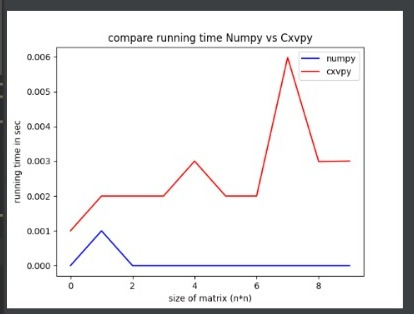 compare running time Numpy vs Cxvpy
numpy
cxvpy
0.006
0.005
0.004
0.003
0.002
0.001
0.000
running time in sec
0
2
4
6
8
size of matrix (n*n)